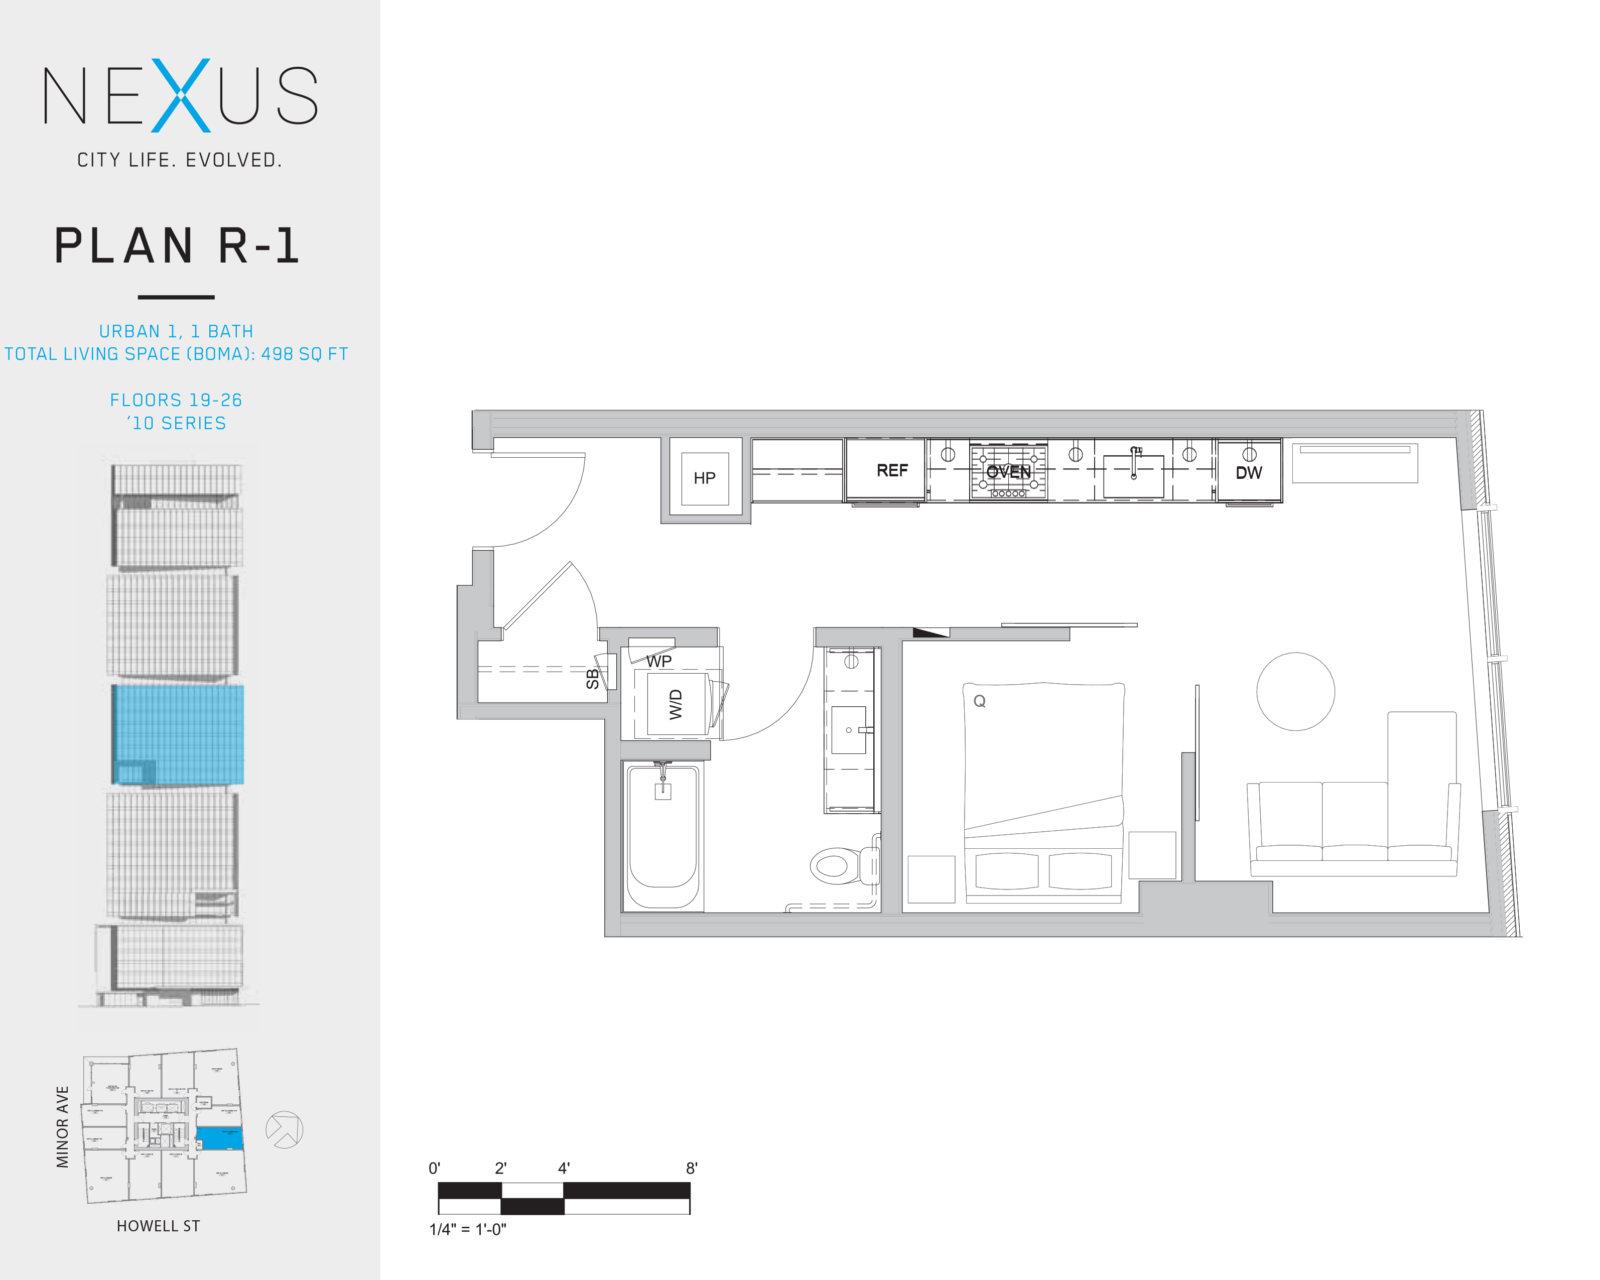 NEXUS
CITY LIFE. EVOLVED.
PLAN R-1
URBAN 1, 1 BATH
TOTAL LIVING SPACE (BOMA): 498 SQ FT
FLOORS 19-26
'10 SERIES
HP
REF
OVEN
DW
WP
SB
W/D
Q
MINOR AVE
HOWELL ST
0' 2' 4' 8'
1/4" = 1'-0"